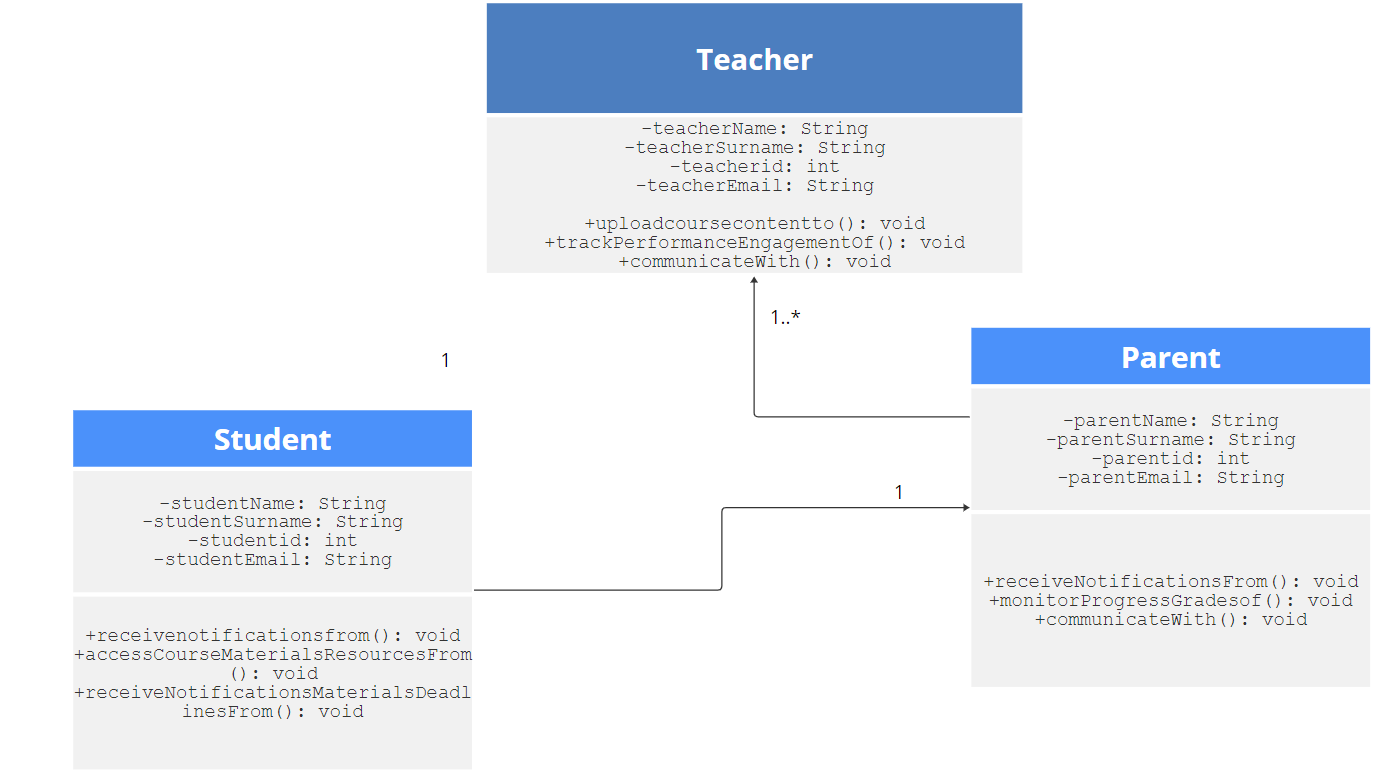 Teacher
-teacherName: String
-teacherSurname: String
-teacherid: int
-teacherEmail: String
+uploadcoursecontentto(): void
+trackPerformanceEngagementOf(): void
+communicateWith(): void
1..*
1
Parent
-parentName: String
-parentSurname: String
-parentid: int
-parentEmail: String
+receiveNotificationsFrom(): void
+monitorProgressGradesof(): void
+communicateWith(): void
1
Student
-studentName: String
-studentSurname: String
-studentid: int
-studentEmail: String
+receivenotificationsfrom(): void
+accessCourseMaterialsResourcesFrom
(): void
+receiveNotificationsMaterialsDeadl
inesFrom(): void